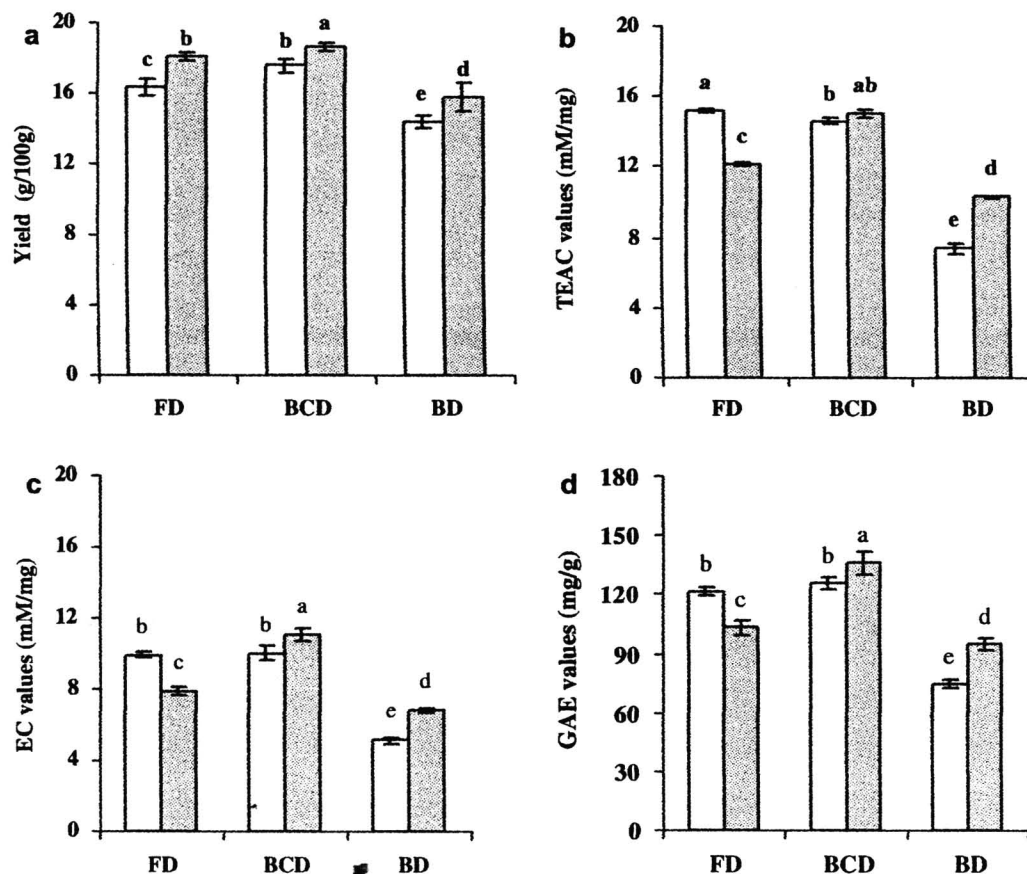 a
20
16
12
8
4
0
Yield (g/100g)
c
b
b
a
e
d
FD BCD BD
b
20
16
12
8
4
0
TEAC values (mM/mg)
a
c
b
ab
e
d
FD BCD BD
c
20
16
12
8
4
0
EC values (mM/mg)
b
c
b
a
e
d
FD BCD BD
d
180
150
120
90
60
30
0
GAE values (mg/g)
b
c
b
a
e
d
FD BCD BD